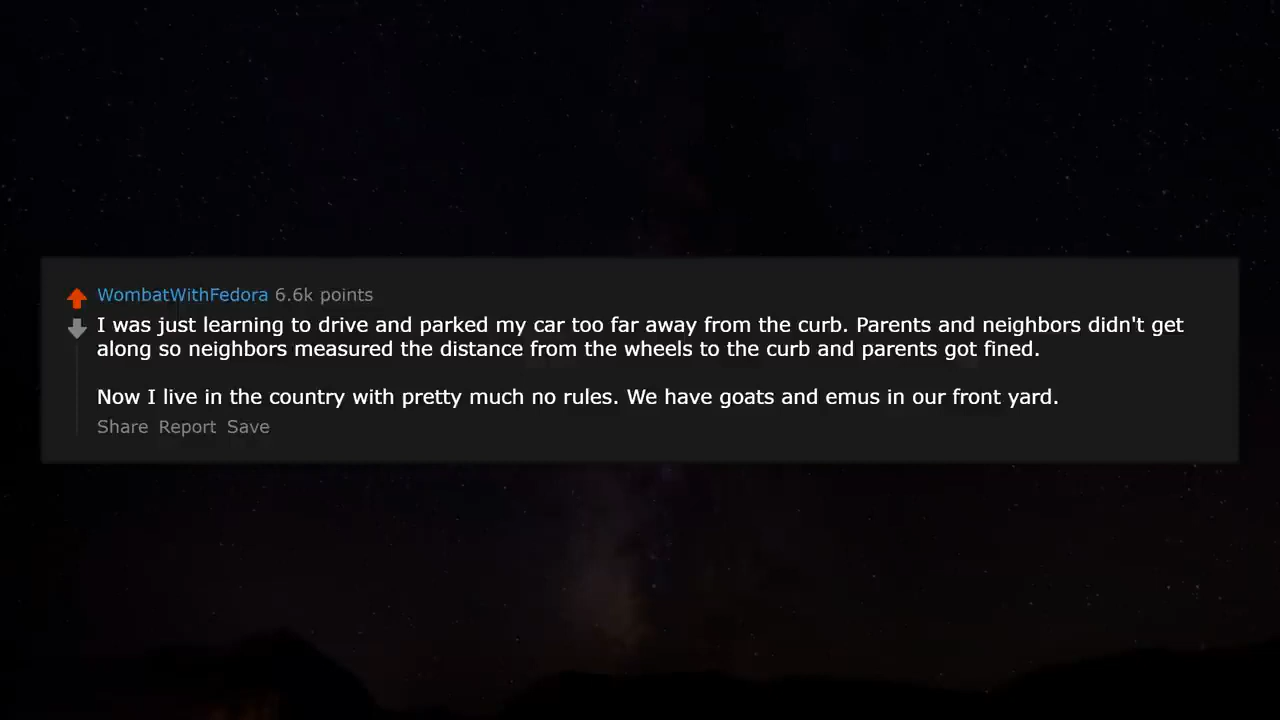 WombatWithFedora 6.6k points
I was just learning to drive and parked my car too far away from the curb. Parents and neighbors didn't get
along so neighbors measured the distance from the wheels to the curb and parents got fined.
Now I live in the country with pretty much no rules. We have goats and emus in our front yard.
Share Report Save